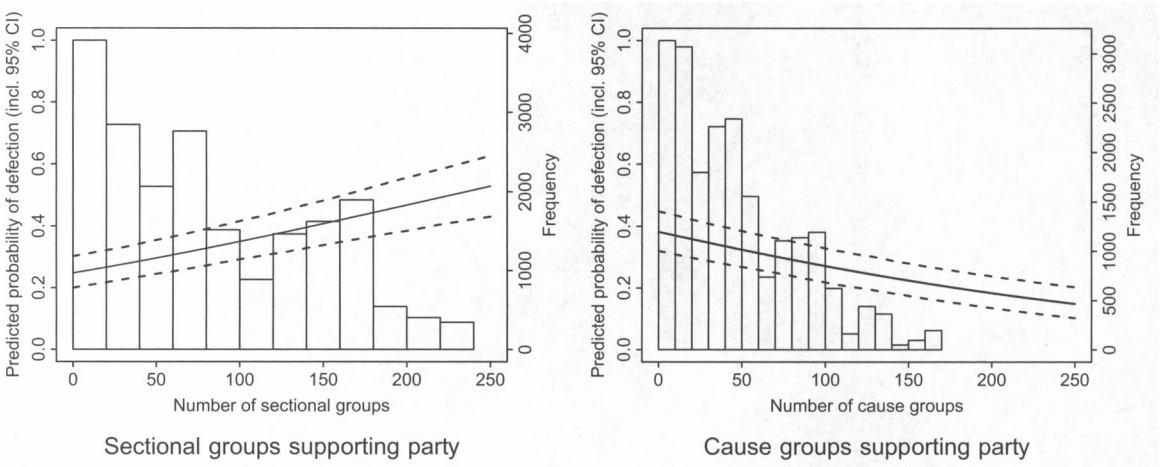 Predicted probability of defection (incl. 95% CI)
1.0
0.8
0.6
0.4
0.2
0.0
4000
3000
2000
1000
0
Frequency
0 50 100 150 200 250
Number of sectional groups
Sectional groups supporting party
Predicted probability of defection (incl. 95% CI)
1.0
0.8
0.6
0.4
0.2
0.0
3000
2500
2000
1500
1000
500
0
Frequency
0 50 100 150 200 250
Number of cause groups
Cause groups supporting party